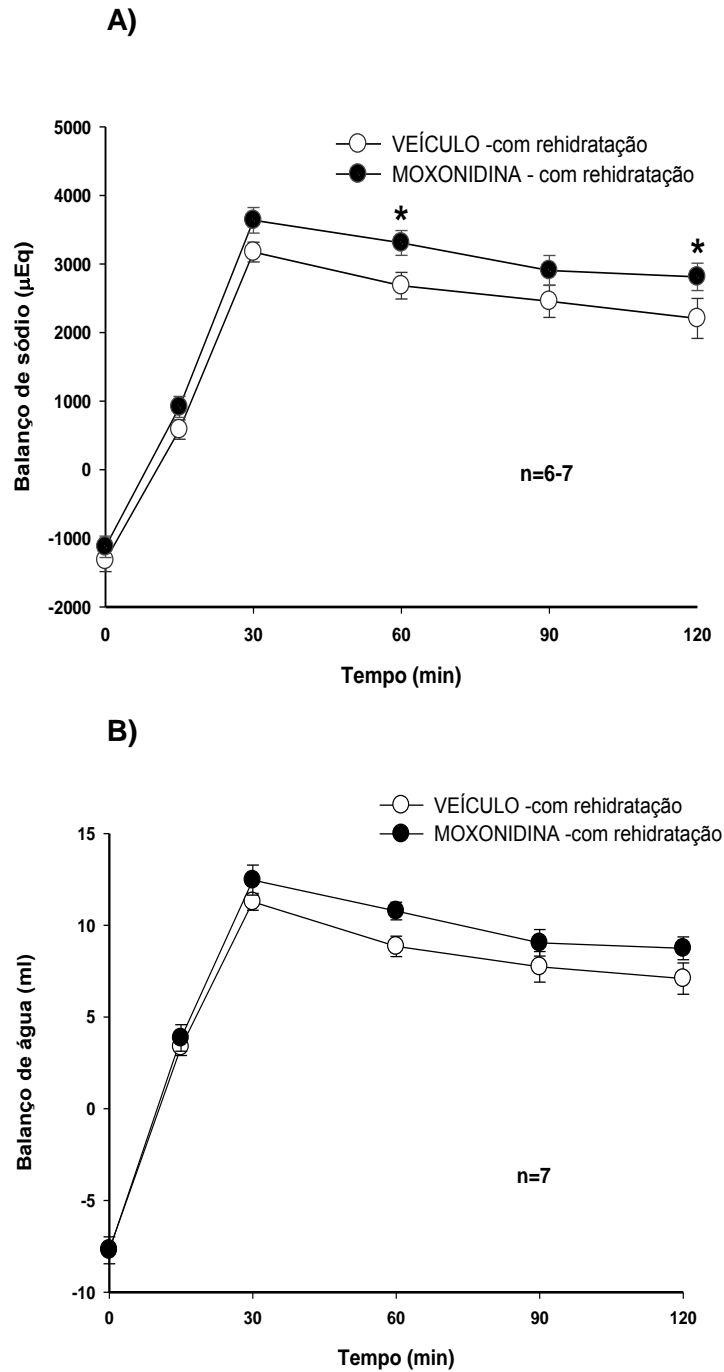 A)
VEÍCULO -com rehidratação
MOXONIDINA - com rehidratação
Balanço de sódio (µEq)
5000
4000
3000
2000
1000
0
-1000
-2000
*
*
n=6-7
0
30
60
90
120
Tempo (min)
B)
VEÍCULO -com rehidratação
MOXONIDINA -com rehidratação
Balanço de água (ml)
15
10
5
0
-5
-10
n=7
0
30
60
90
120
Tempo (min)